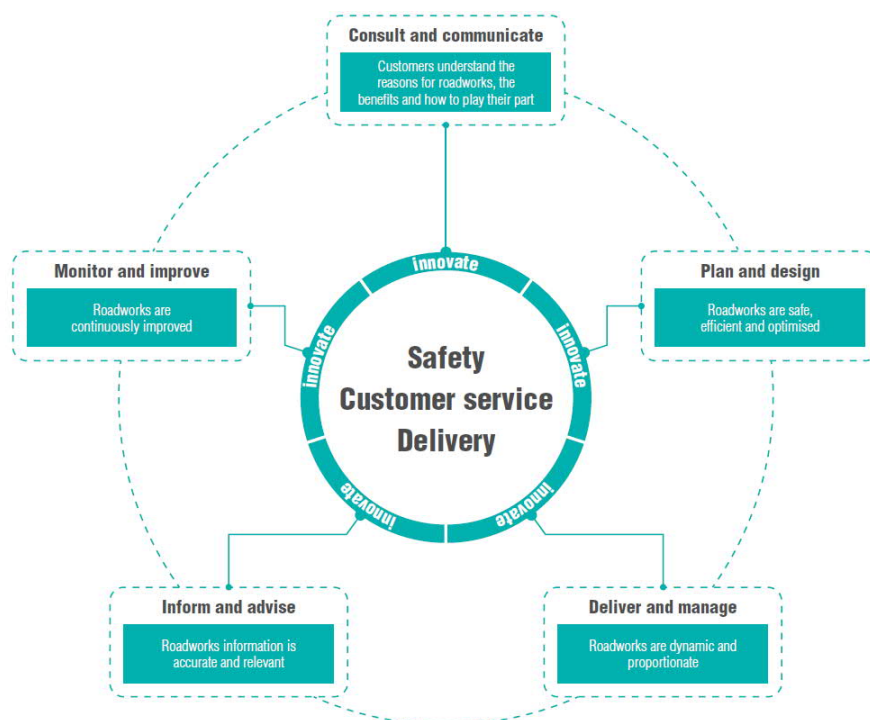 Consult and communicate
Customers understand the
reasons for roadworks, the
benefits and how to play their part
Monitor and improve
Roadworks are
continuously improved
Plan and design
Roadworks are safe,
efficient and optimised
innovate
innovate
innovate
innovate
innovate
Safety
Customer service
Delivery
Inform and advise
Roadworks information is
accurate and relevant
Deliver and manage
Roadworks are dynamic and
proportionate